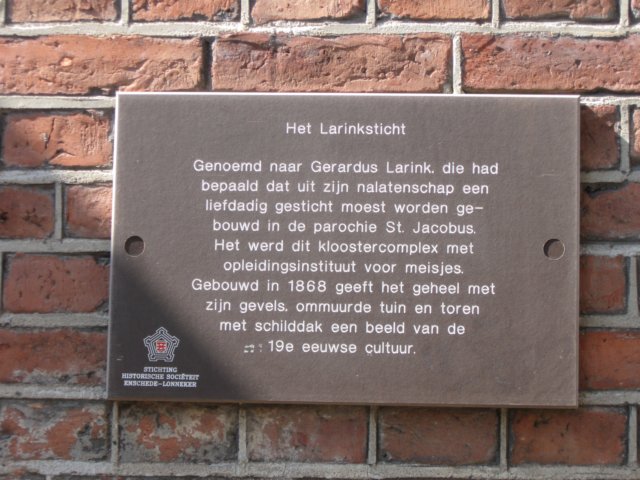 Het Larinksticht
Genoemd naar Gerardus Larink, die had
bepaald dat uit zijn nalatenschap een
liefdadig gesticht moest worden ge-
bouwd in de parochie St. Jacobus.
Het werd dit kloostercomplex met
opleidingsinstituut voor meisjes.
Gebouwd in 1868 geeft het geheel met
zijn gevels, ommuurde tuin en toren
met schilddak een beeld van de
19e eeuwse cultuur.
STICHTING
HISTORISCHE SOCIËTEIT
ENSCHEDE-LONNEKER